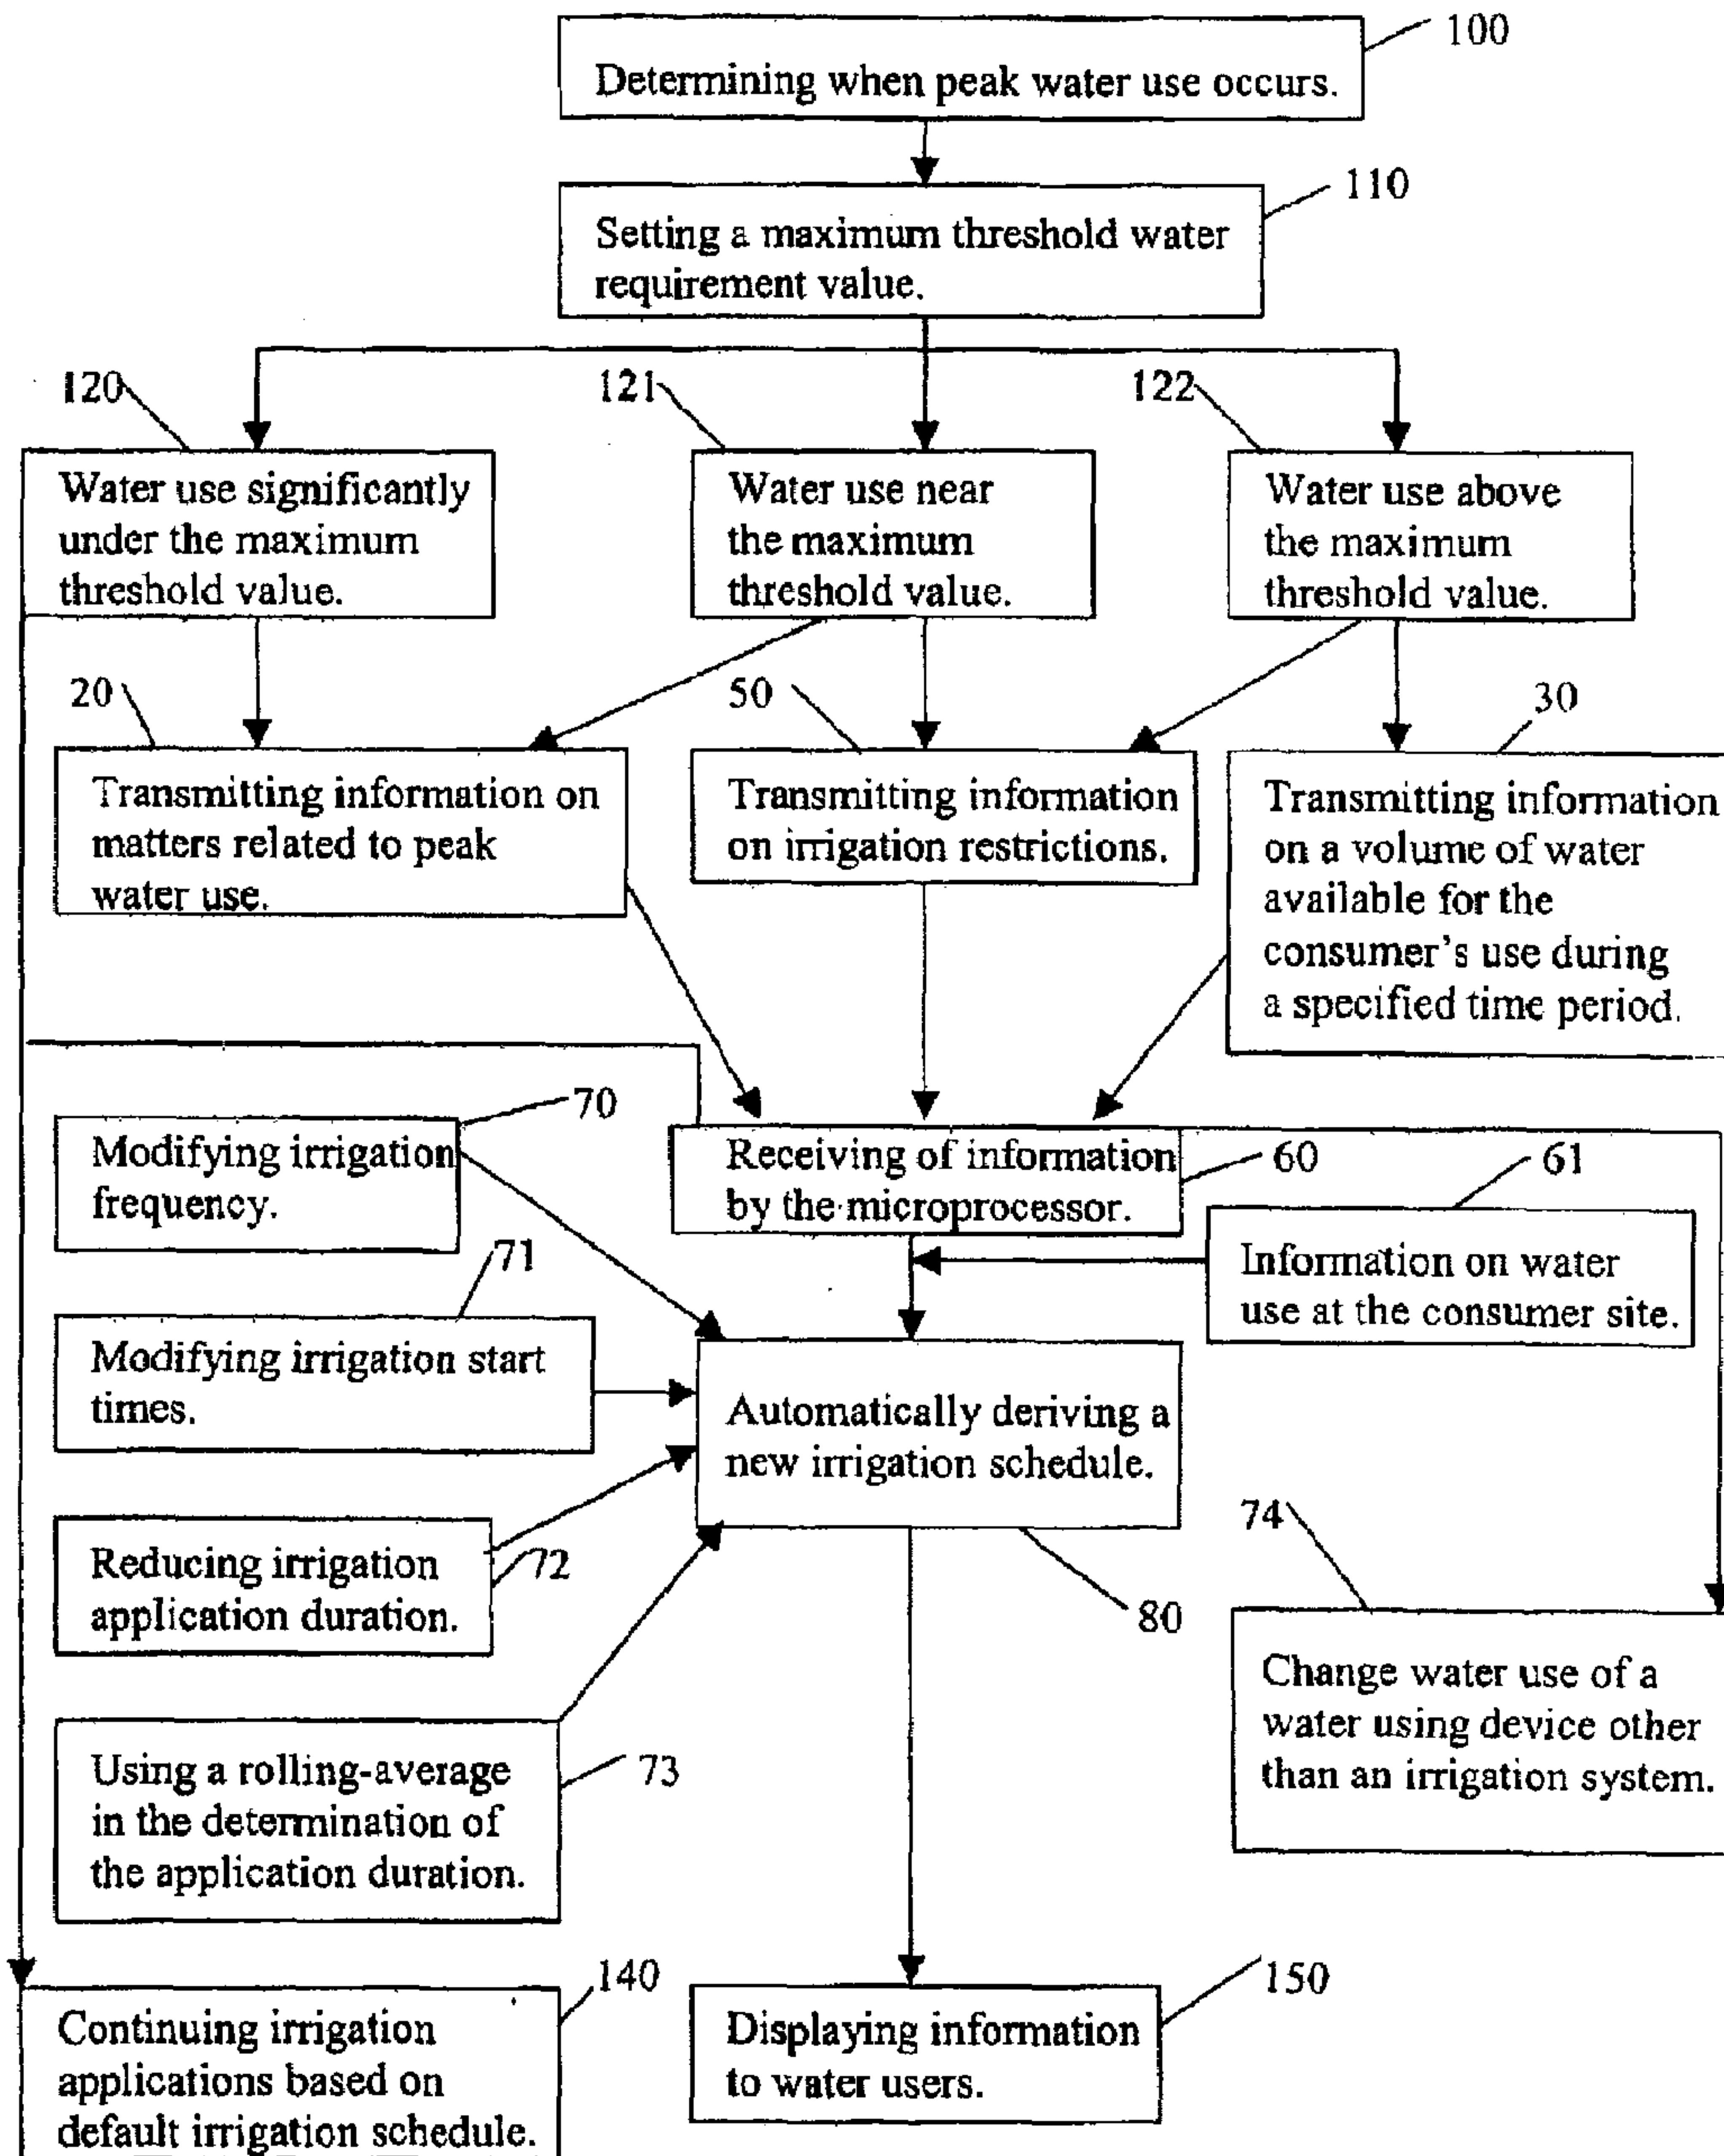 100
Determining when peak water use occurs.
110
Setting a maximum threshold water
requirement value.
120
121
122
Water use significantly
under the maximum
threshold value.
Water use near
the maximum
threshold value.
Water use above
the maximum
threshold value.
20
50
30
Transmitting information on
matters related to peak
water use.
Transmitting information
on irrigation restrictions.
Transmitting information
on a volume of water
available for the
consumer's use during
a specified time period.
70
Modifying irrigation
frequency.
Receiving of information
by the microprocessor.
60
61
Information on water
use at the consumer site.
71
Modifying irrigation start
times.
Automatically deriving a
new irrigation schedule.
80
Reducing irrigation
application duration.
72
74
Change water use of a
water using device other
than an irrigation system.
Using a rolling-average
in the determination of
the application duration.
73
140
Continuing irrigation
applications based on
default irrigation schedule.
150
Displaying information
to water users.